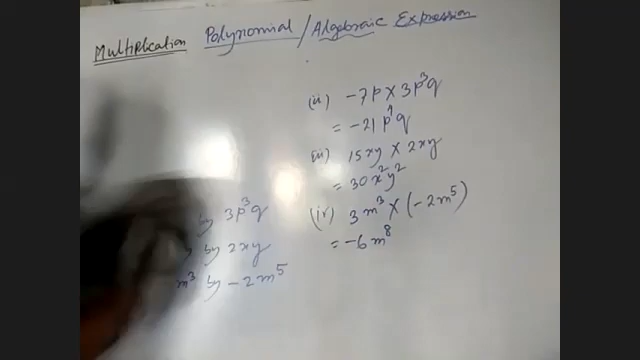 Multiplication Polynomial / Algebraic Expression
(ii) -7p × 3p³q
= -21p⁴q
(iii) 15xy × 2xy
= 30x²y²
(iv) 3m³ × (-2m⁵)
= -6m⁸
by 3p³q
by 2xy
m³ by -2m⁵